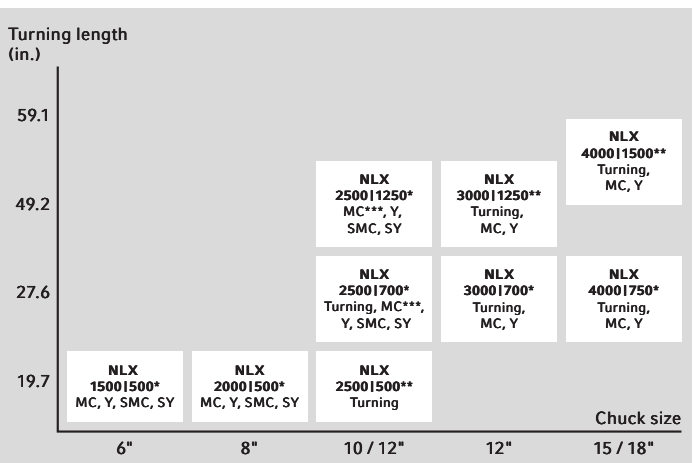 Turning length
(in.)
59.1
NLX
4000|1500**
Turning,
MC, Y
49.2
NLX
2500|1250*
MC***, Y,
SMC, SY
NLX
3000|1250**
Turning,
MC, Y
27.6
NLX
2500|700*
Turning, MC***,
Y, SMC, SY
NLX
3000|700*
Turning,
MC, Y
NLX
4000|750*
Turning,
MC, Y
19.7
NLX
1500|500*
MC, Y, SMC, SY
NLX
2000|500*
MC, Y, SMC, SY
NLX
2500|500**
Turning
Chuck size
6"
8"
10 / 12"
12"
15 / 18"